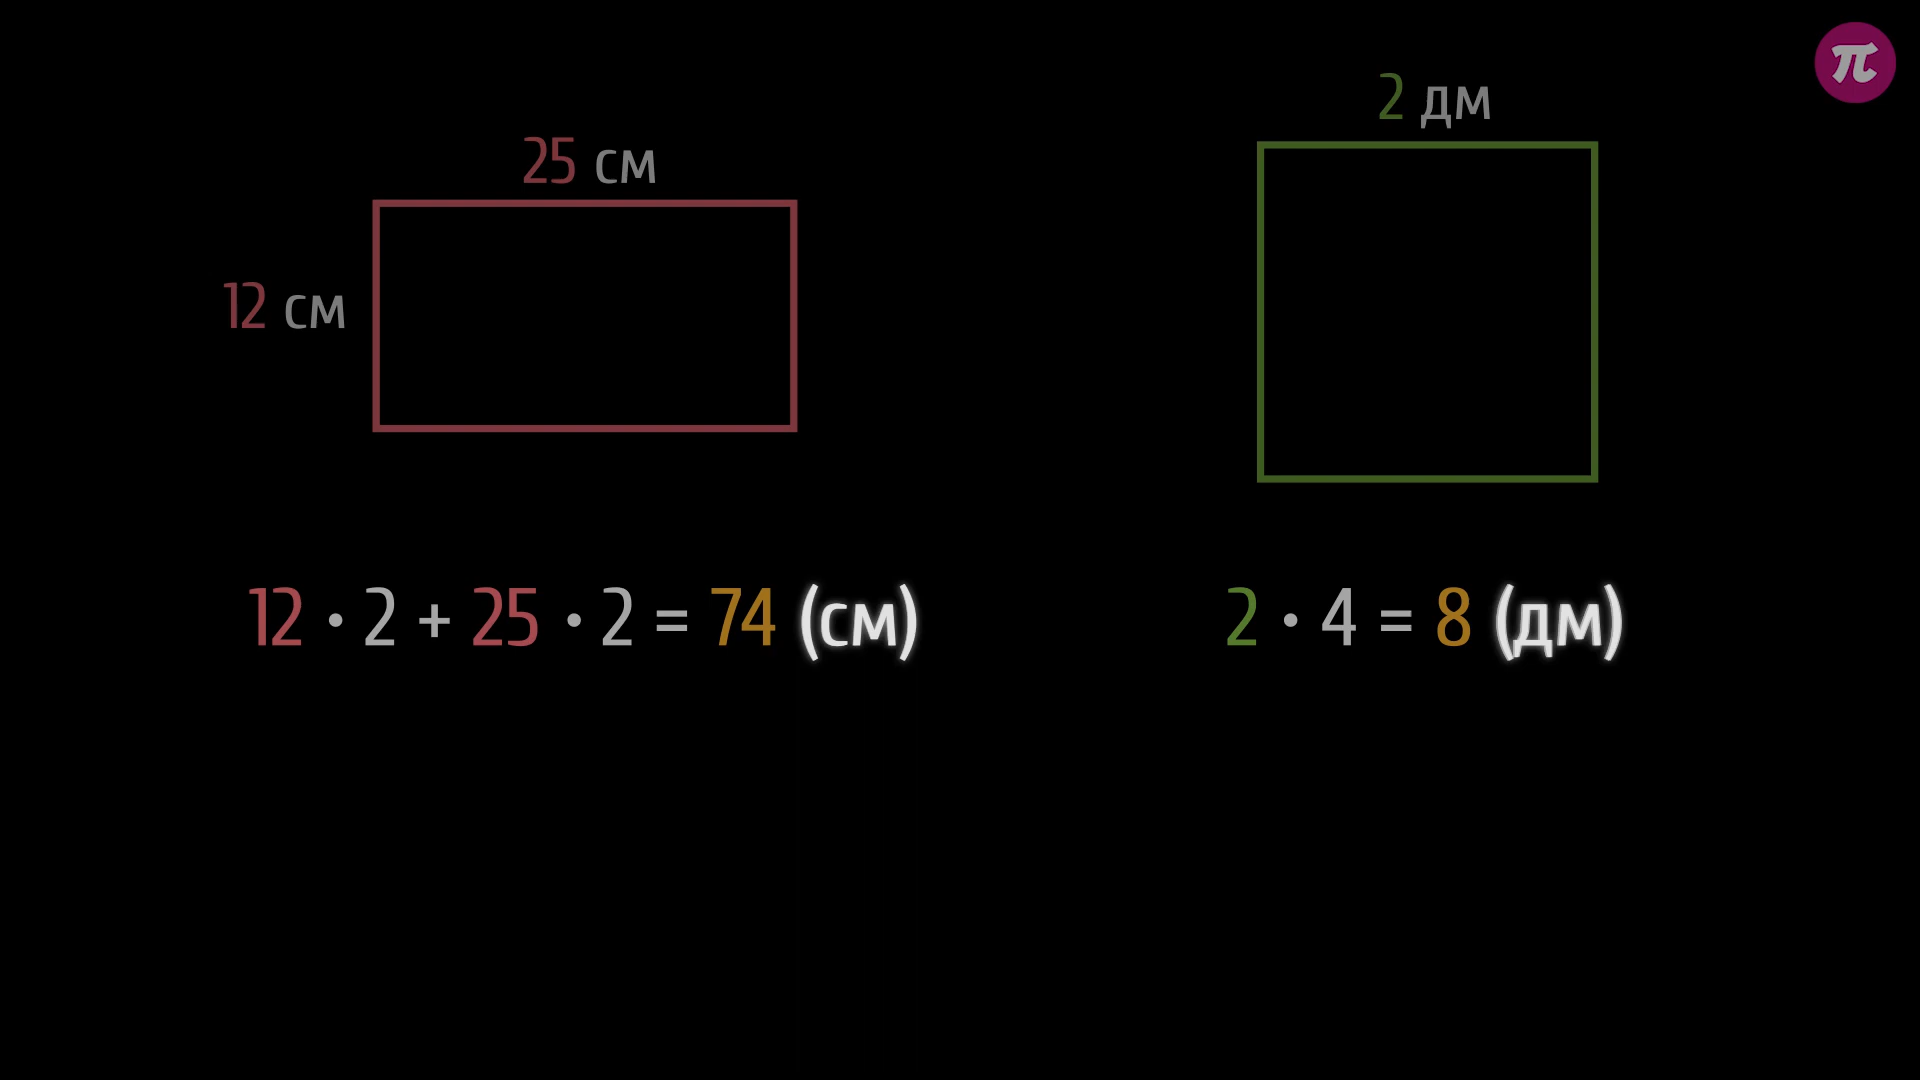 25 см
12 см
12 · 2 + 25 · 2 = 74 (см)
2 дм
2 · 4 = 8 (дм)
π